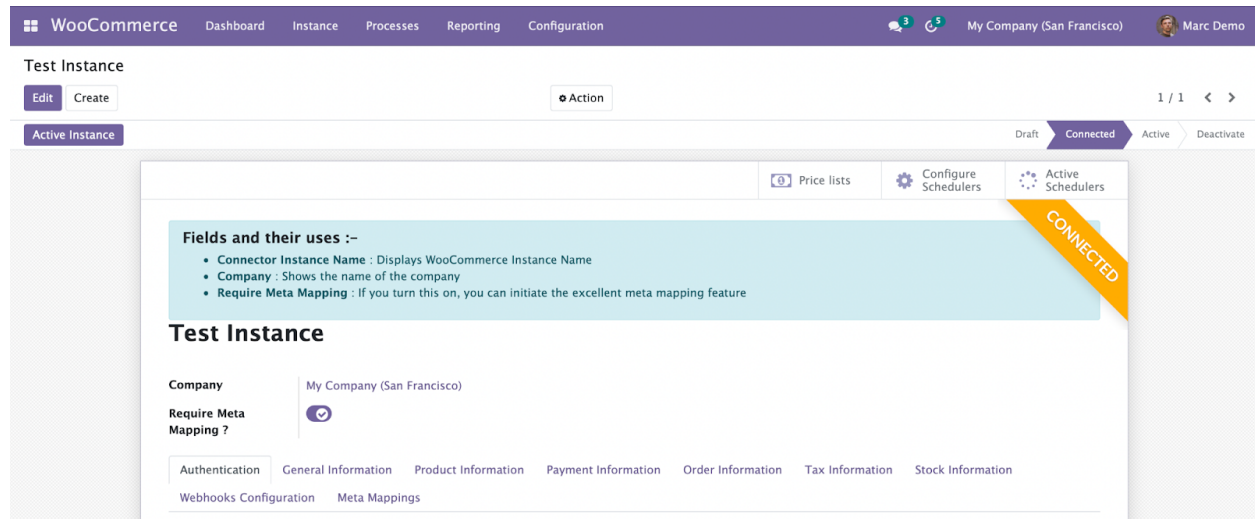 WooCommerce Dashboard Instance Processes Reporting Configuration 3 5 My Company (San Francisco) Marc Demo
Test Instance
Edit Create Action 1 / 1
Active Instance Draft Connected Active Deactivate
Price lists Configure Schedulers Active Schedulers
CONNECTED
Fields and their uses :-
• Connector Instance Name : Displays WooCommerce Instance Name
• Company : Shows the name of the company
• Require Meta Mapping : If you turn this on, you can initiate the excellent meta mapping feature
Test Instance
Company My Company (San Francisco)
Require Meta
Mapping ?
Authentication General Information Product Information Payment Information Order Information Tax Information Stock Information
Webhooks Configuration Meta Mappings